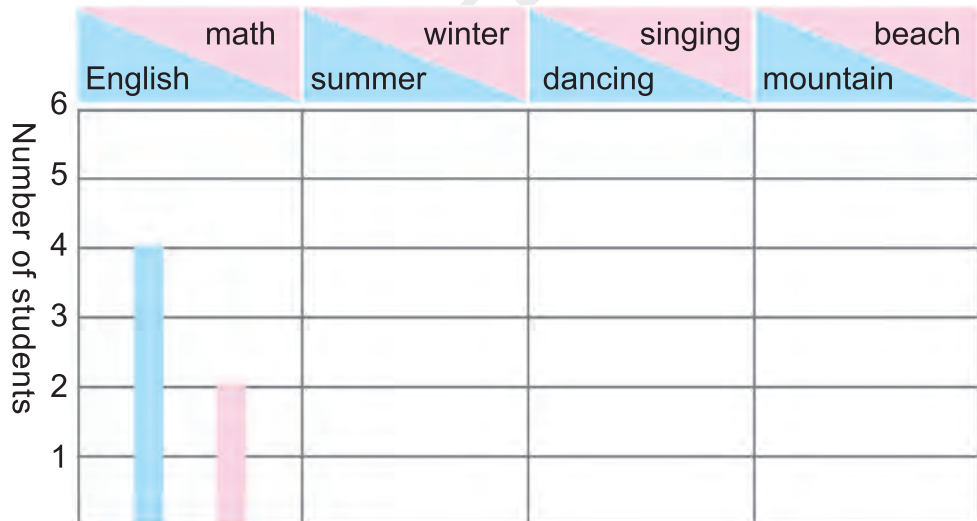 math winter singing beach
English summer dancing mountain
6
5
4
3
2
1
Number of students